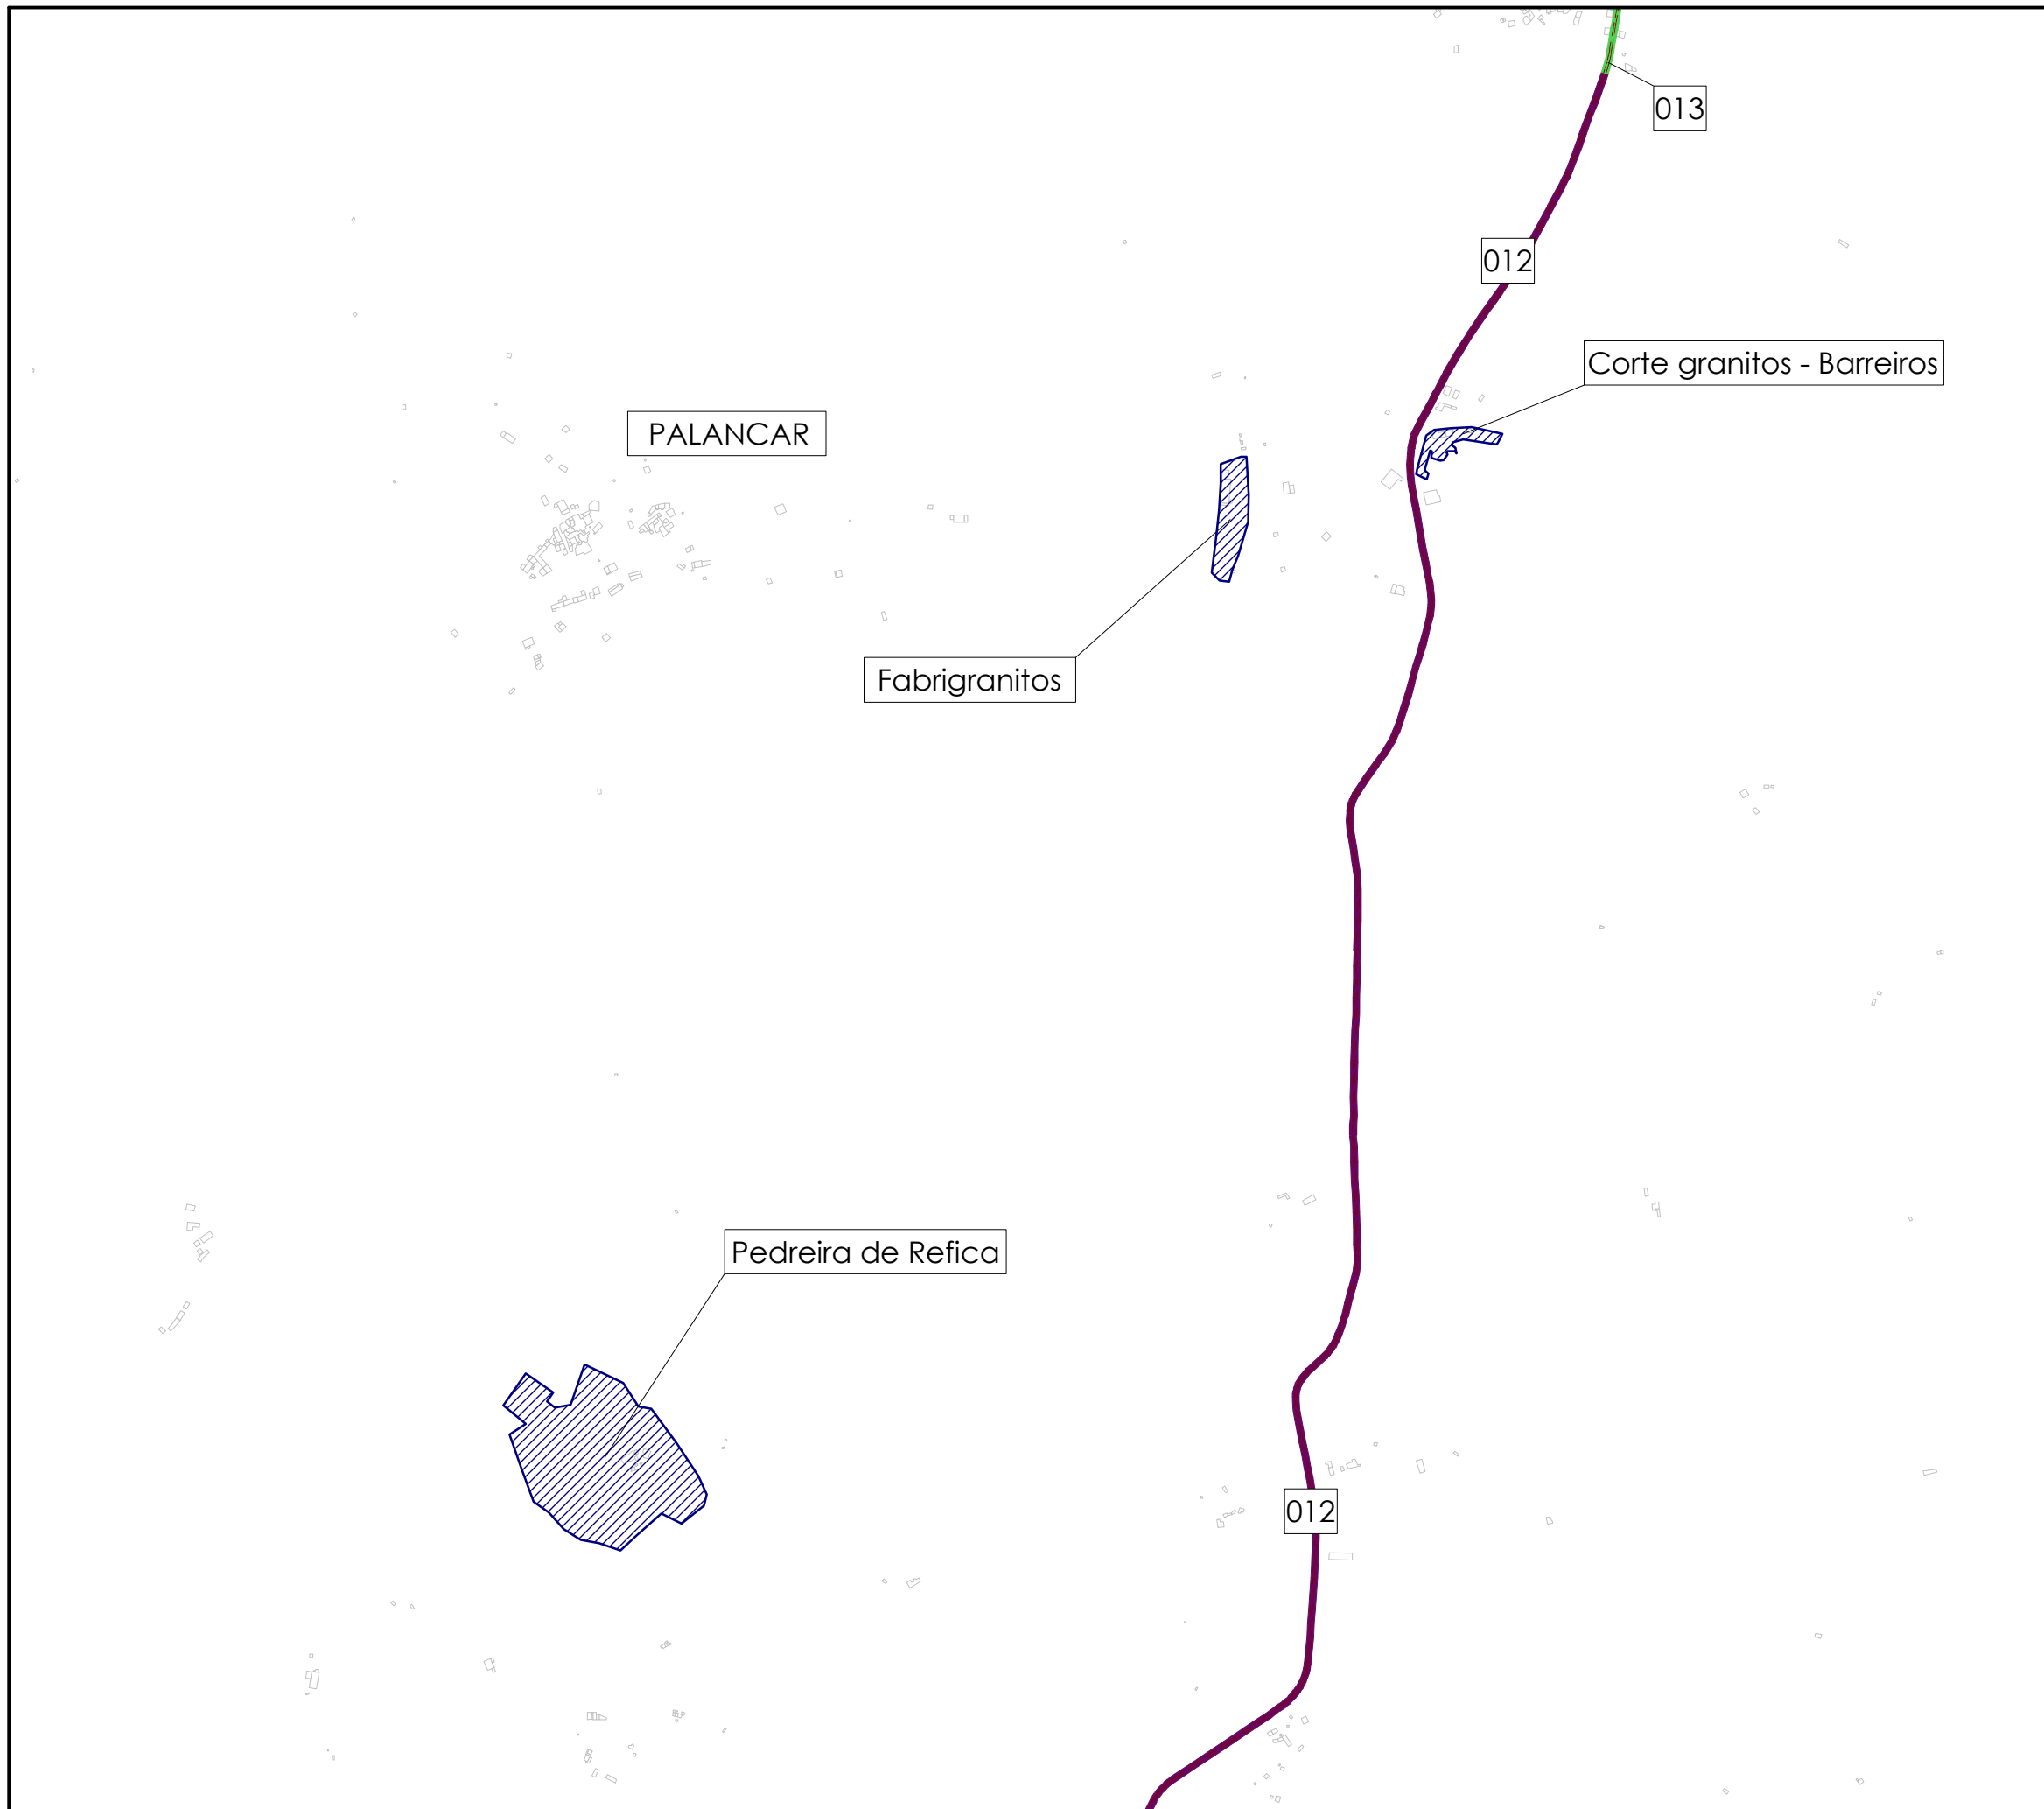 013
012
Corte granitos - Barreiros
PALANCAR
Fabrigranitos
Pedreira de Refica
012